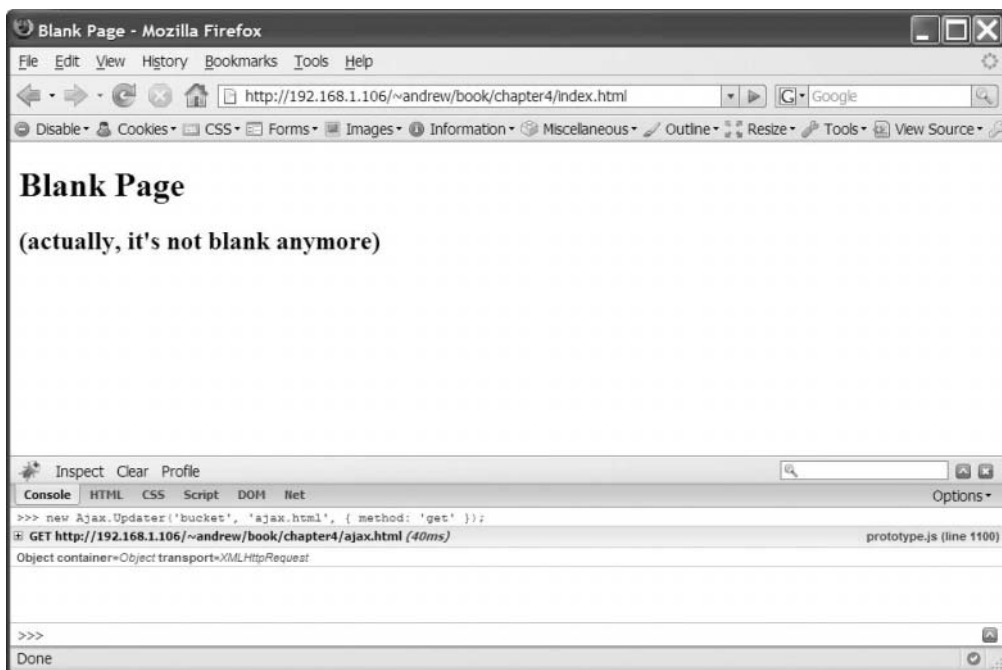 Blank Page - Mozilla Firefox
File Edit View History Bookmarks Tools Help
http://192.168.1.106/~andrew/book/chapter4/index.html G Google
Disable Cookies CSS Forms Images Information Miscellaneous Outline Resize Tools View Source
Blank Page
(actually, it's not blank anymore)
Inspect Clear Profile
Console HTML CSS Script DOM Net Options
>>> new Ajax.Updater('bucket', 'ajax.html', { method: 'get' });
GET http://192.168.1.106/~andrew/book/chapter4/ajax.html (40ms) prototype.js (line 1100)
Object container=Object transport=XMLHttpRequest
>>>
Done